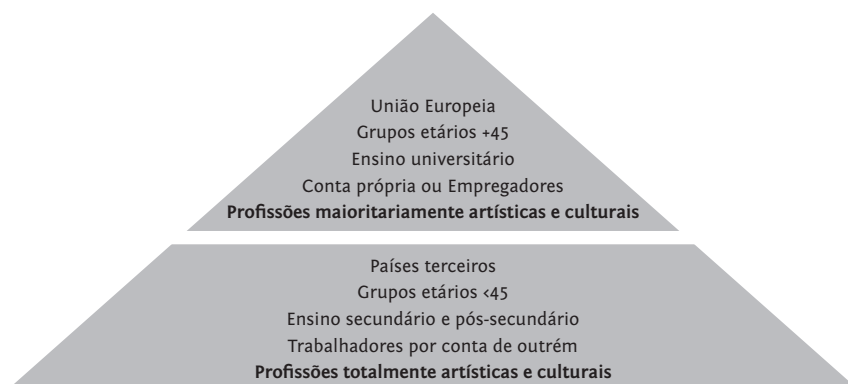 União Europeia
Grupos etários +45
Ensino universitário
Conta própria ou Empregadores
Profissões maioritariamente artísticas e culturais
Países terceiros
Grupos etários <45
Ensino secundário e pós-secundário
Trabalhadores por conta de outrém
Profissões totalmente artísticas e culturais